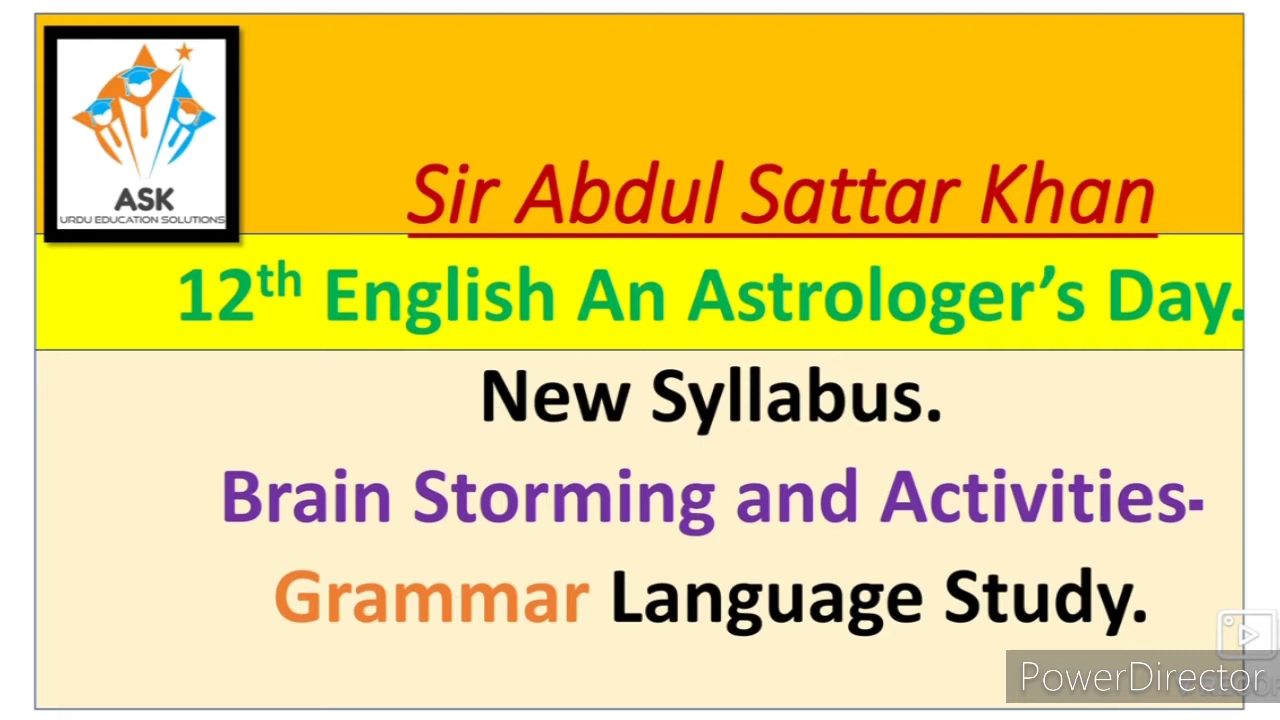 ASK
URDU EDUCATION SOLUTIONS
Sir Abdul Sattar Khan
12th English An Astrologer’s Day.
New Syllabus.
Brain Storming and Activities-
Grammar Language Study.
PowerDirector